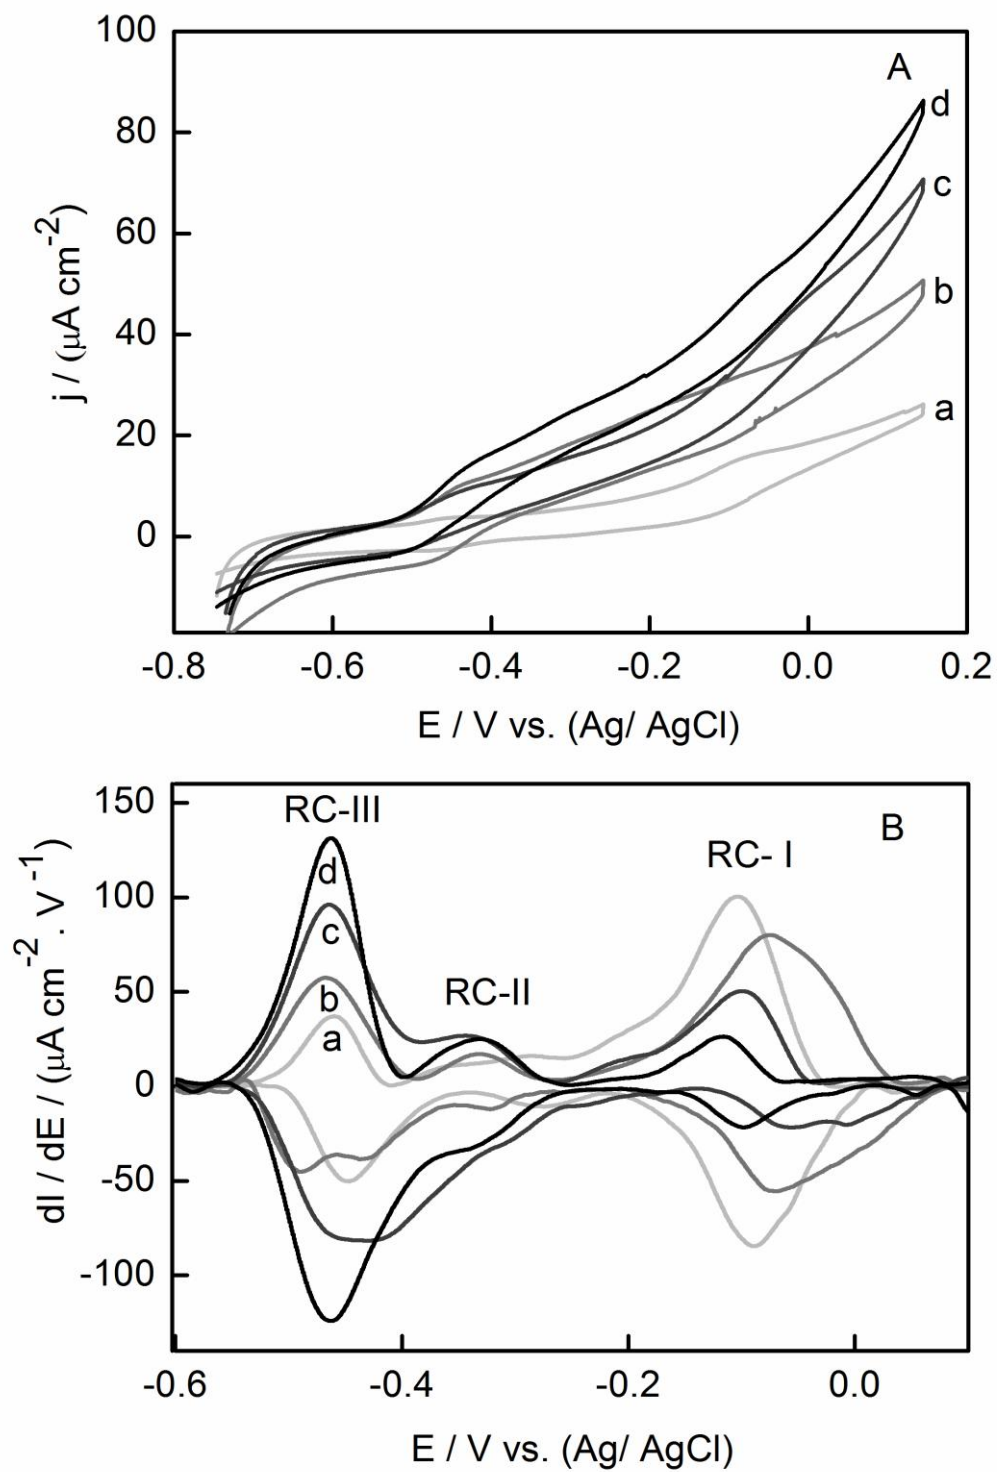 A
100
80
60
40
20
0
j / (μA cm-2)
d
c
b
a
-0.8 -0.6 -0.4 -0.2 0.0 0.2
E / V vs. (Ag/ AgCl)
B
150
100
50
0
-50
-100
dI / dE / (μA cm-2 . V-1)
RC-III
RC-II
RC- I
d
c
b
a
-0.6 -0.4 -0.2 0.0
E / V vs. (Ag/ AgCl)